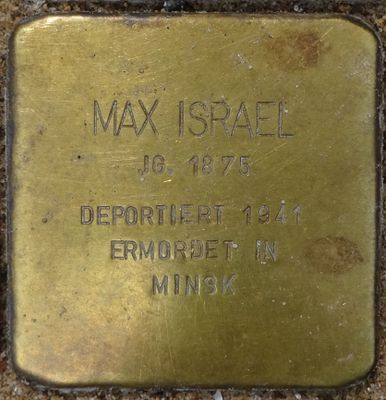 MAX ISRAEL
JG. 1875
DEPORTIERT 1941
ERMORDET IN
MINSK